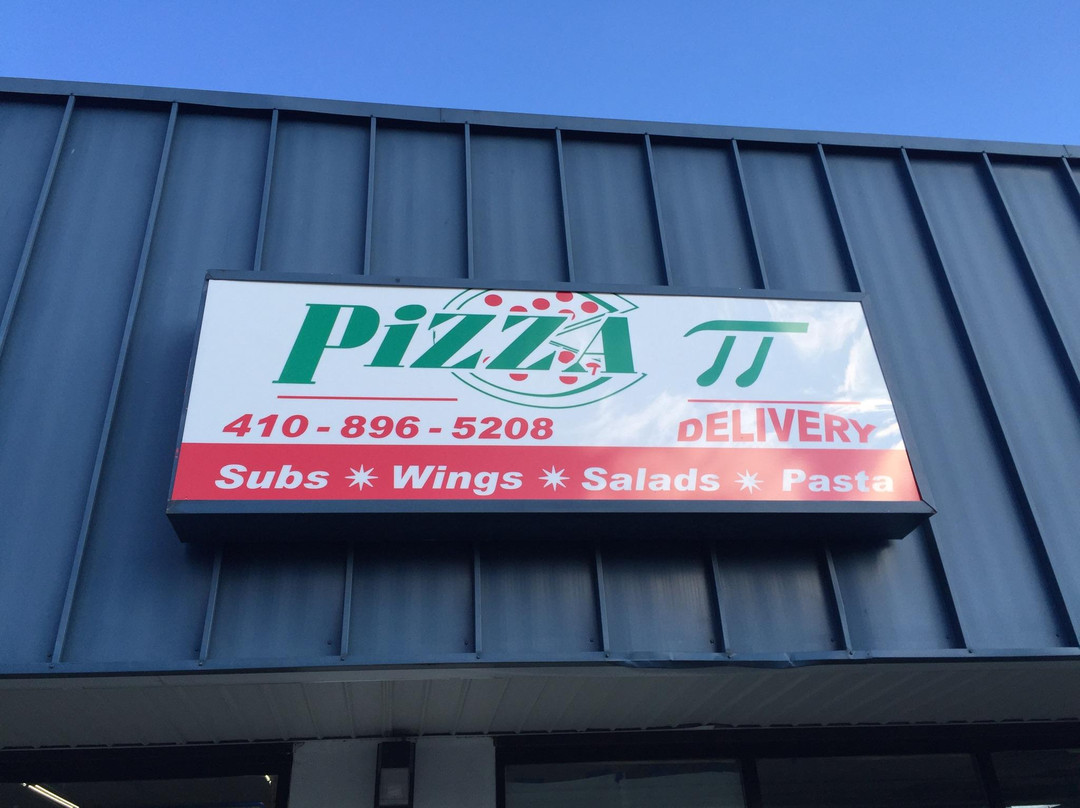 PiZZA π
410-896-5208 DELIVERY
Subs * Wings * Salads * Pasta